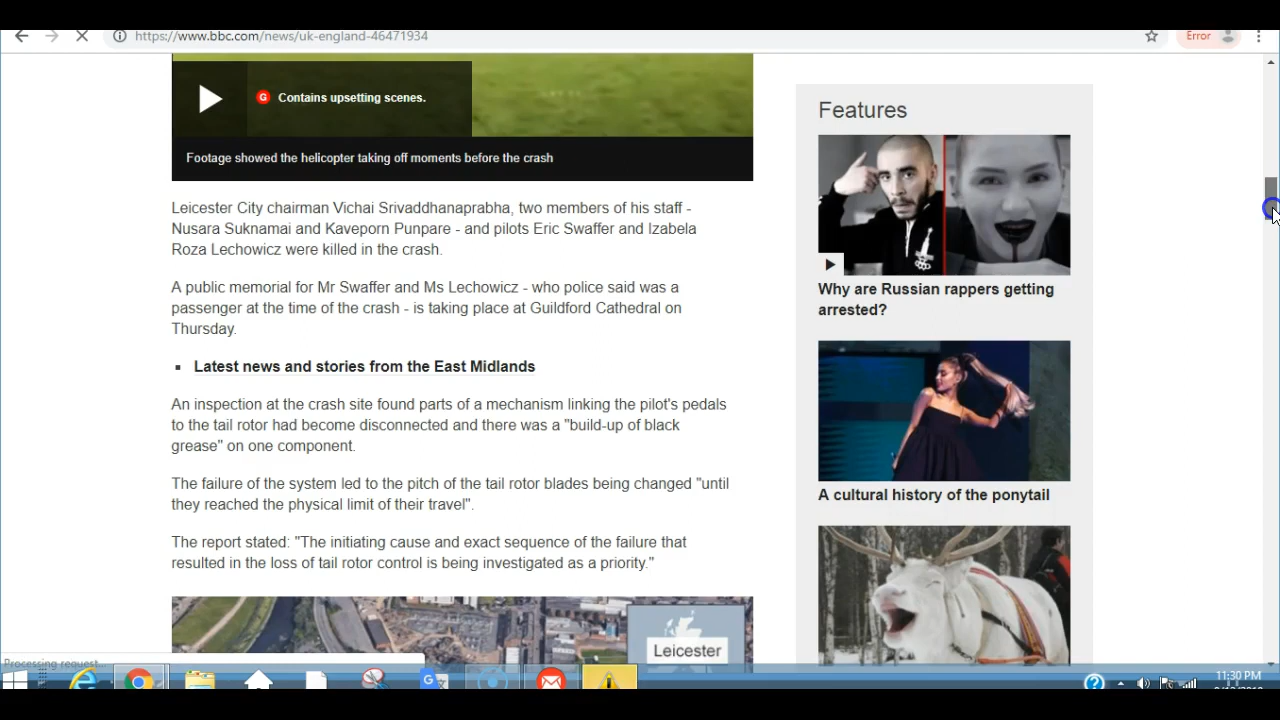 https://www.bbc.com/news/uk-england-46471934
Error
G Contains upsetting scenes.
Footage showed the helicopter taking off moments before the crash
Leicester City chairman Vichai Srivaddhanaprabha, two members of his staff -
Nusara Suknamai and Kaveporn Punpare - and pilots Eric Swaffer and Izabela
Roza Lechowicz were killed in the crash.
A public memorial for Mr Swaffer and Ms Lechowicz - who police said was a
passenger at the time of the crash - is taking place at Guildford Cathedral on
Thursday.
Latest news and stories from the East Midlands
An inspection at the crash site found parts of a mechanism linking the pilot's pedals
to the tail rotor had become disconnected and there was a "build-up of black
grease" on one component.
The failure of the system led to the pitch of the tail rotor blades being changed "until
they reached the physical limit of their travel".
The report stated: "The initiating cause and exact sequence of the failure that
resulted in the loss of tail rotor control is being investigated as a priority."
Leicester
Features
Why are Russian rappers getting
arrested?
A cultural history of the ponytail
Processing request...
11:30 PM